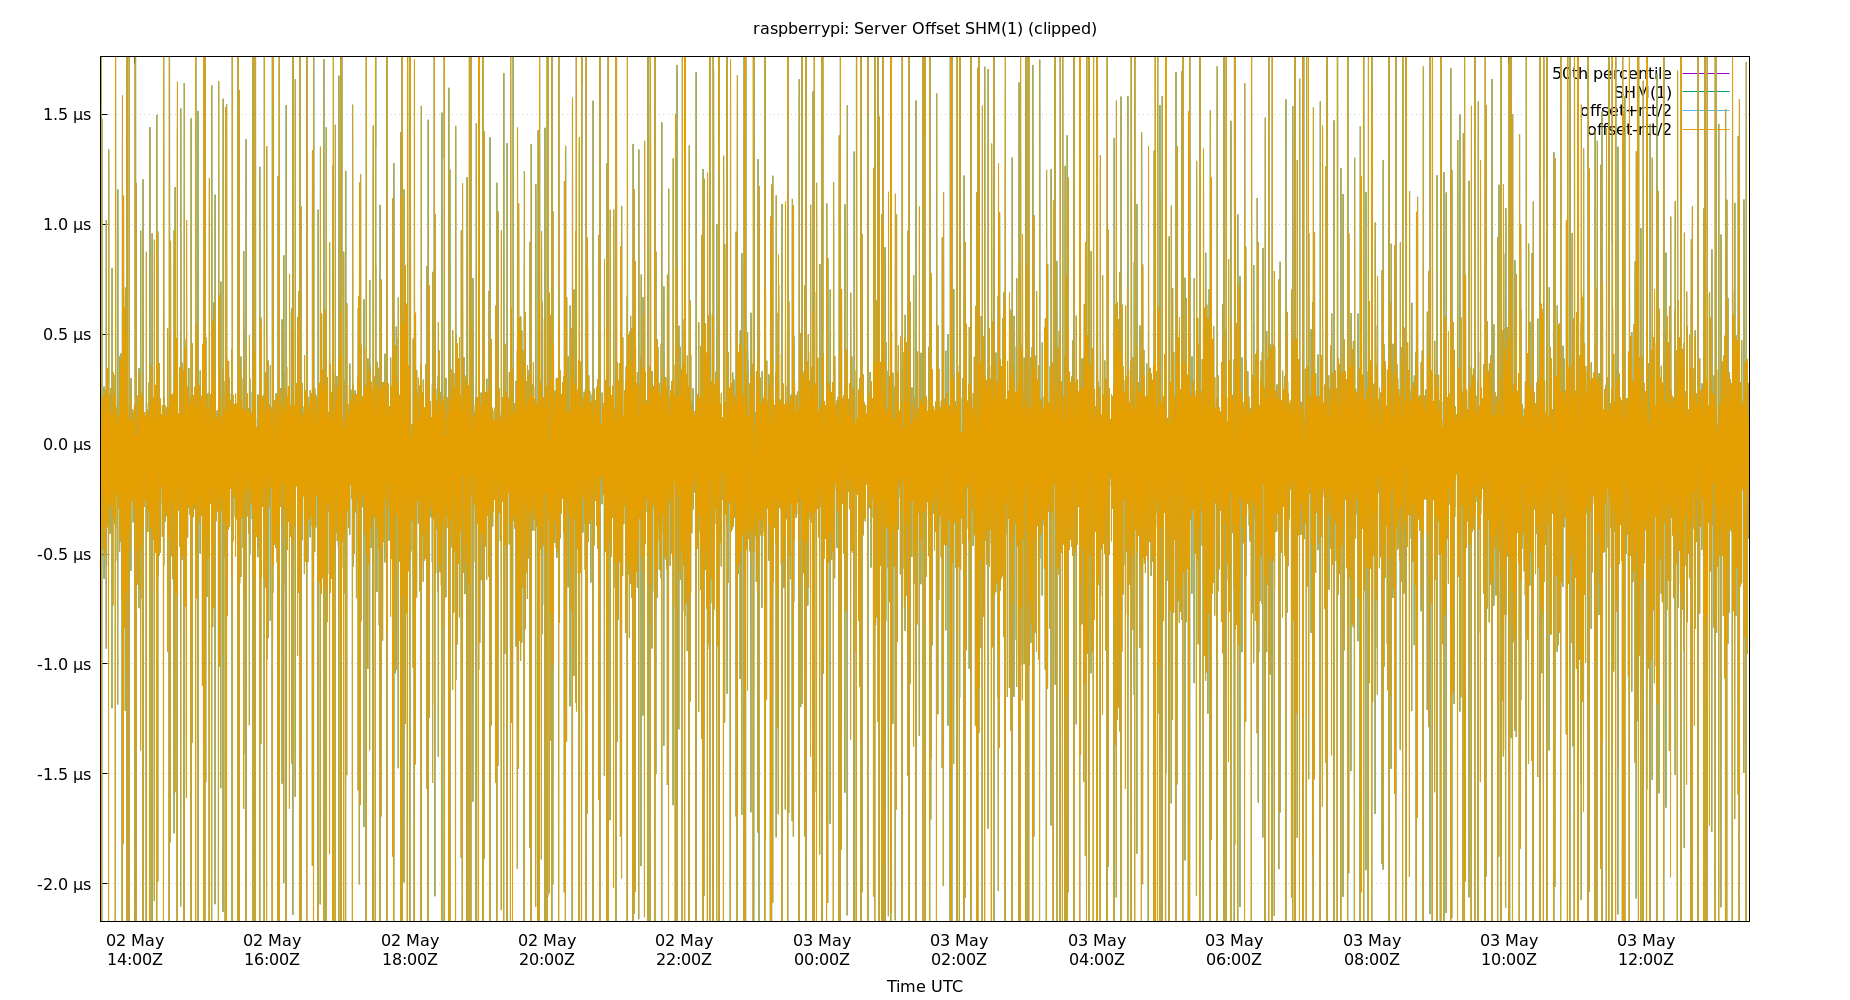 raspberrypi: Server Offset SHM(1) (clipped)
50th percentile
SHM(1)
offset+rtt/2
offset-rtt/2
1.5 µs
1.0 µs
0.5 µs
0.0 µs
-0.5 µs
-1.0 µs
-1.5 µs
-2.0 µs
02 May 02 May 02 May 02 May 02 May 03 May 03 May 03 May 03 May 03 May 03 May 03 May
14:00Z 16:00Z 18:00Z 20:00Z 22:00Z 00:00Z 02:00Z 04:00Z 06:00Z 08:00Z 10:00Z 12:00Z
Time UTC